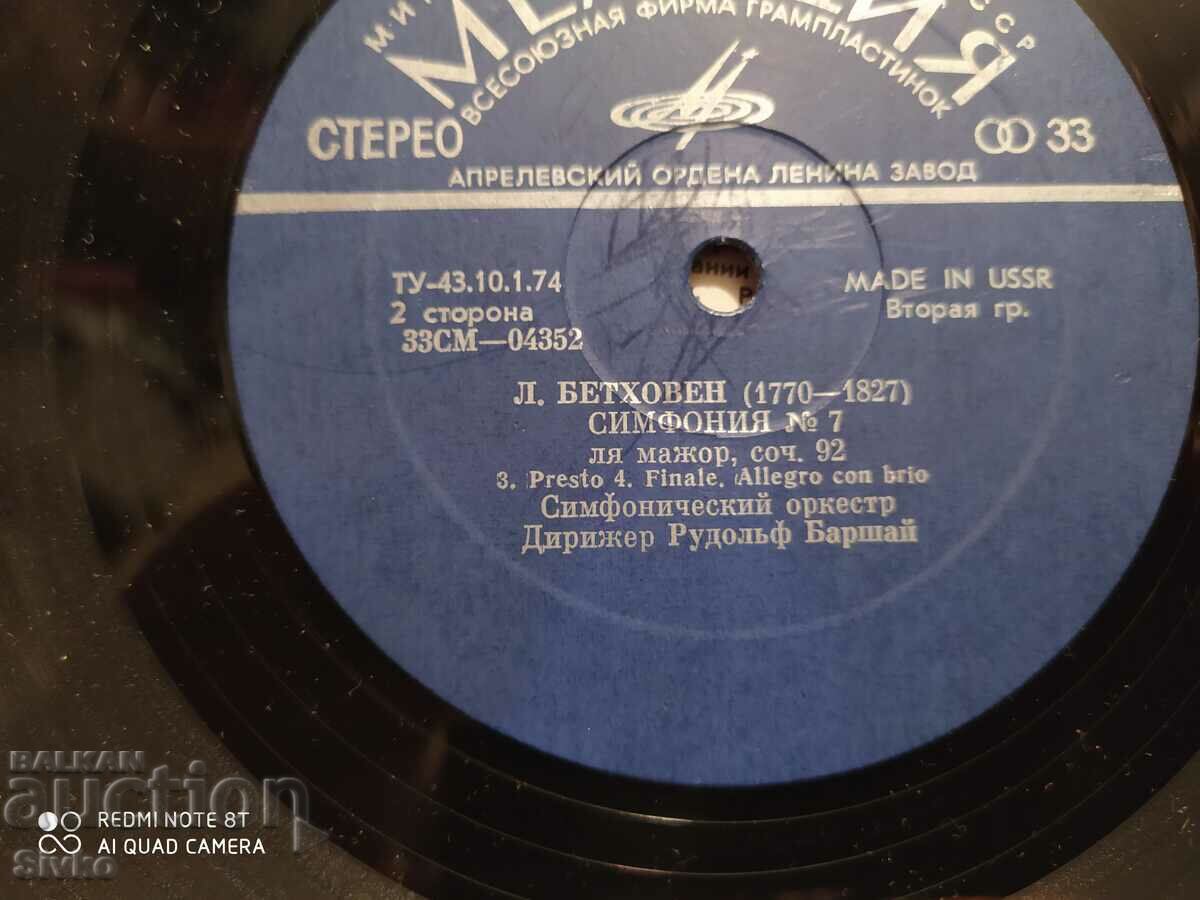 ВСЕСОЮЗНАЯ ФИРМА ГРАМПЛАСТИНОК
СТЕРЕО
33
АПРЕЛЕВСКИЙ ОРДЕНА ЛЕНИНА ЗАВОД
ТУ-43.10.1.74
MADE IN USSR
2 сторона
Вторая гр.
33СМ—04352
Л. БЕТХОВЕН (1770—1827)
СИМФОНИЯ № 7
ля мажор, соч. 92
3. Presto 4. Finale. Allegro con brio
Симфонический оркестр
Дирижер Рудольф Баршай
BALKAN
auction
REDMI NOTE 8T
AI QUAD CAMERA
Sivko